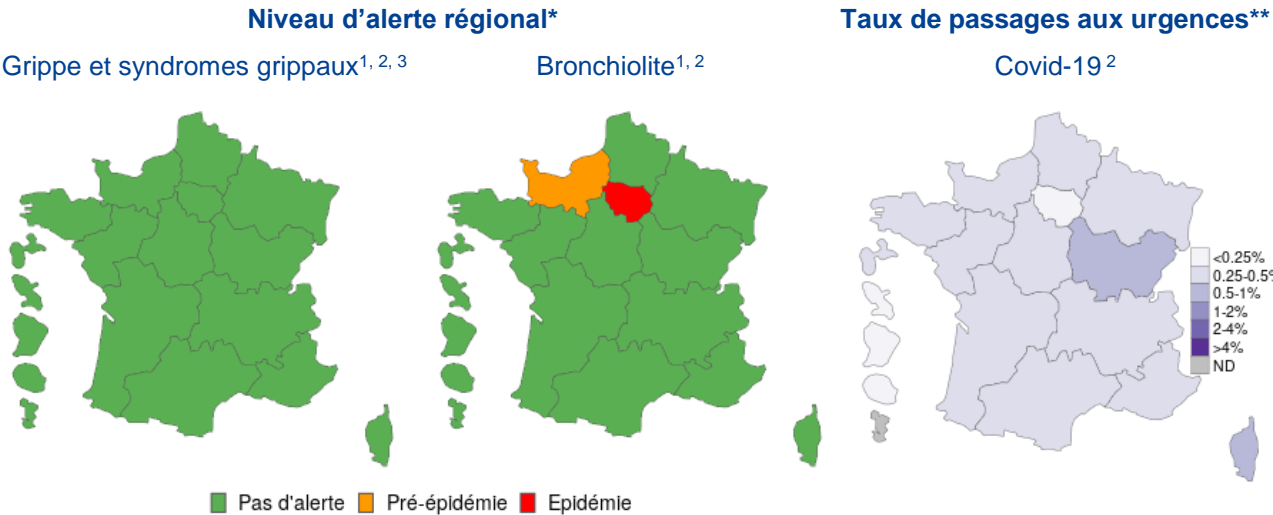 Niveau d’alerte régional*
Taux de passages aux urgences**
Grippe et syndromes grippaux1, 2, 3
Bronchiolite1, 2
Covid-19 2
<0.25%
0.25-0.5%
0.5-1%
1-2%
2-4%
>4%
ND
Pas d'alerte
Pré-épidémie
Epidémie